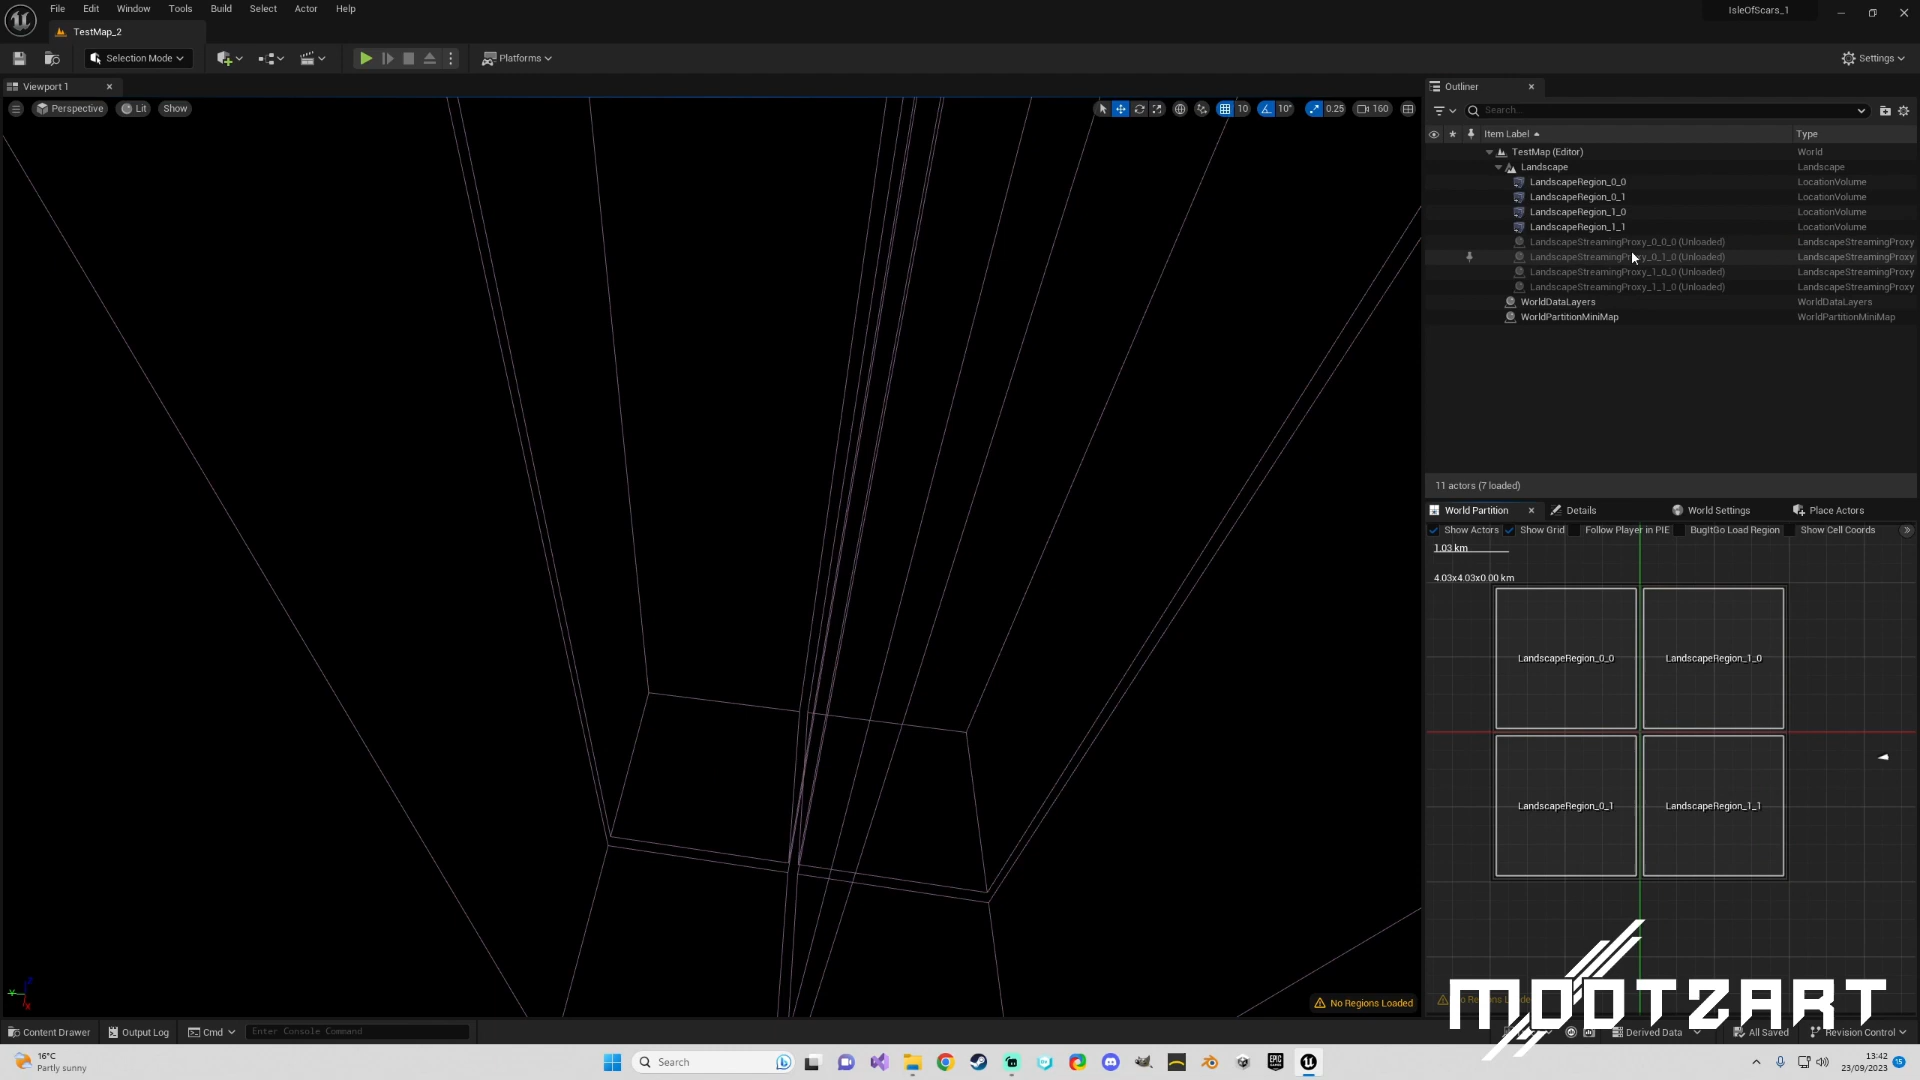 File Edit Window Tools Build Select Actor Help
IsleOfScars_1
TestMap_2
Selection Mode
Platforms
Settings
Viewport 1
Outliner
Perspective Lit Show
10 10° 0.25 160
Search...
Item Label Type
TestMap (Editor) World
Landscape Landscape
LandscapeRegion_0_0 LocationVolume
LandscapeRegion_0_1 LocationVolume
LandscapeRegion_1_0 LocationVolume
LandscapeRegion_1_1 LocationVolume
LandscapeStreamingProxy_0_0_0 (Unloaded) LandscapeStreamingProxy
LandscapeStreamingProxy_0_1_0 (Unloaded) LandscapeStreamingProxy
LandscapeStreamingProxy_1_0_0 (Unloaded) LandscapeStreamingProxy
LandscapeStreamingProxy_1_1_0 (Unloaded) LandscapeStreamingProxy
WorldDataLayers WorldDataLayers
WorldPartitionMiniMap WorldPartitionMiniMap
11 actors (7 loaded)
World Partition Details World Settings Place Actors
Show Actors Show Grid Follow Player in PIE BugItGo Load Region Show Cell Coords
1.03 km
4.03x4.03x0.00 km
LandscapeRegion_0_0 LandscapeRegion_1_0
LandscapeRegion_0_1 LandscapeRegion_1_1
No Regions Loaded
MOOTZART
Content Drawer Output Log Cmd Enter Console Command
Derived Data All Saved Revision Control
16°C
Partly sunny
Search
13:42
23/09/2023
15